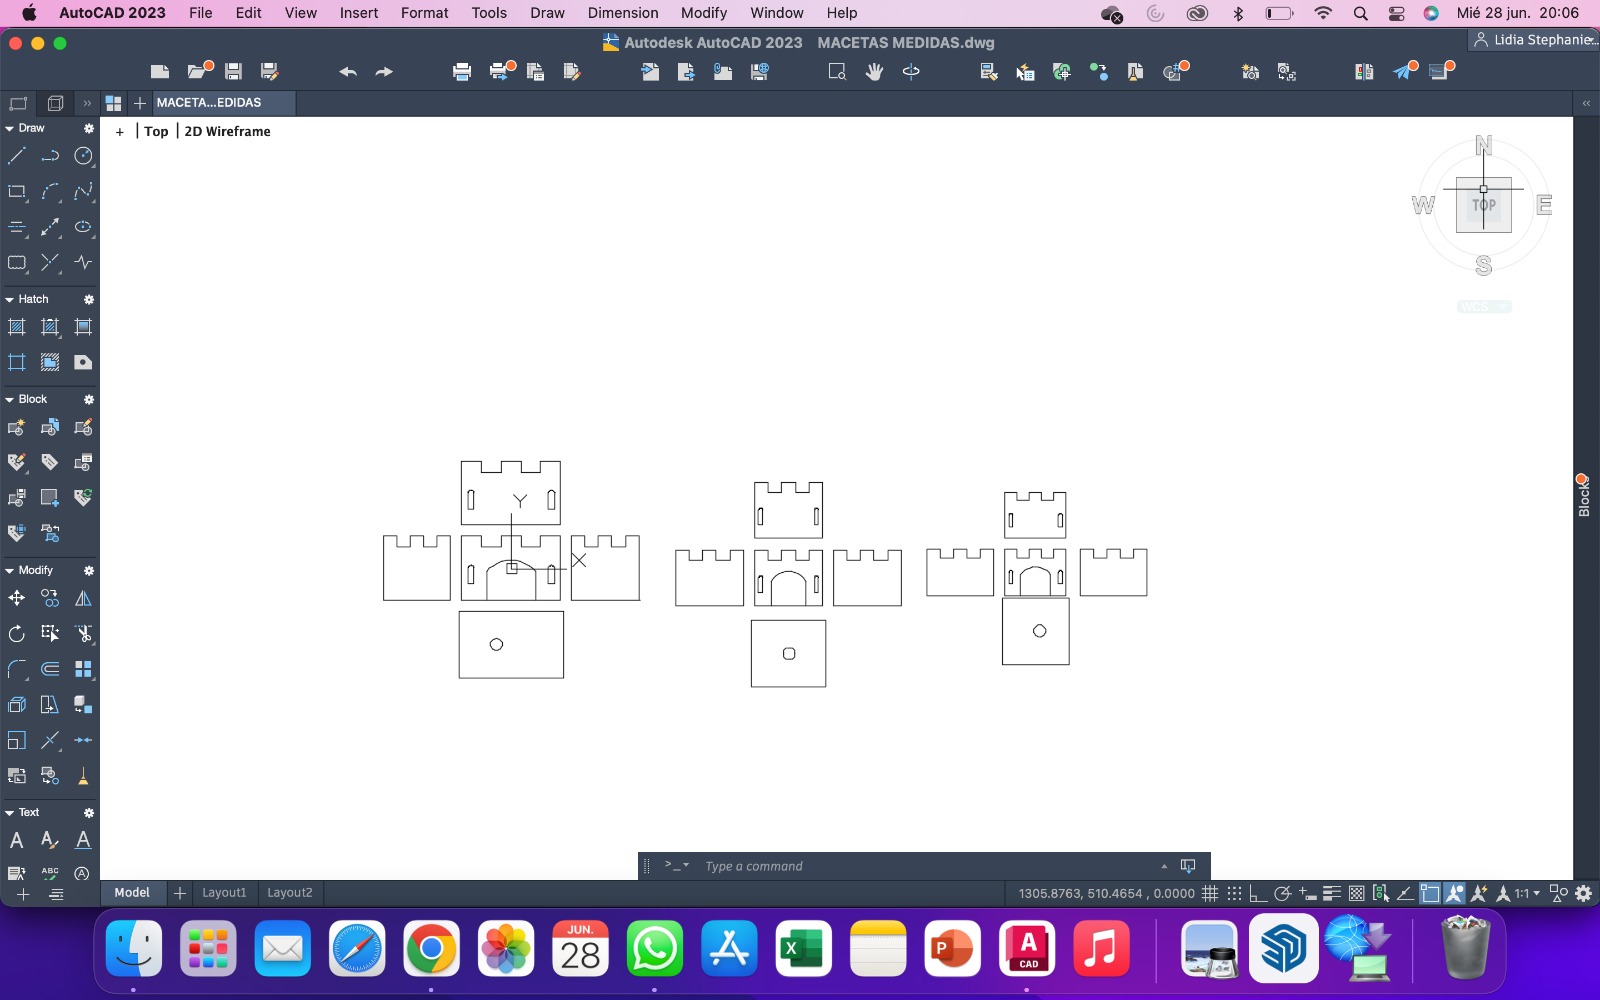 AutoCAD 2023 File Edit View Insert Format Tools Draw Dimension Modify Window Help Mié 28 jun. 20:06
Autodesk AutoCAD 2023 MACETAS MEDIDAS.dwg
Lidia Stephanie...
MACETA...EDIDAS
Draw
+ | Top | 2D Wireframe
N
W TOP E
S
WCS
Hatch
Block
Blocks
Y
X
Modify
Text
A A A
ABC A
>_ Type a command
Model + Layout1 Layout2 1305.8763, 510.4654 , 0.0000 1:1
JUN.
28
X
P
A
CAD